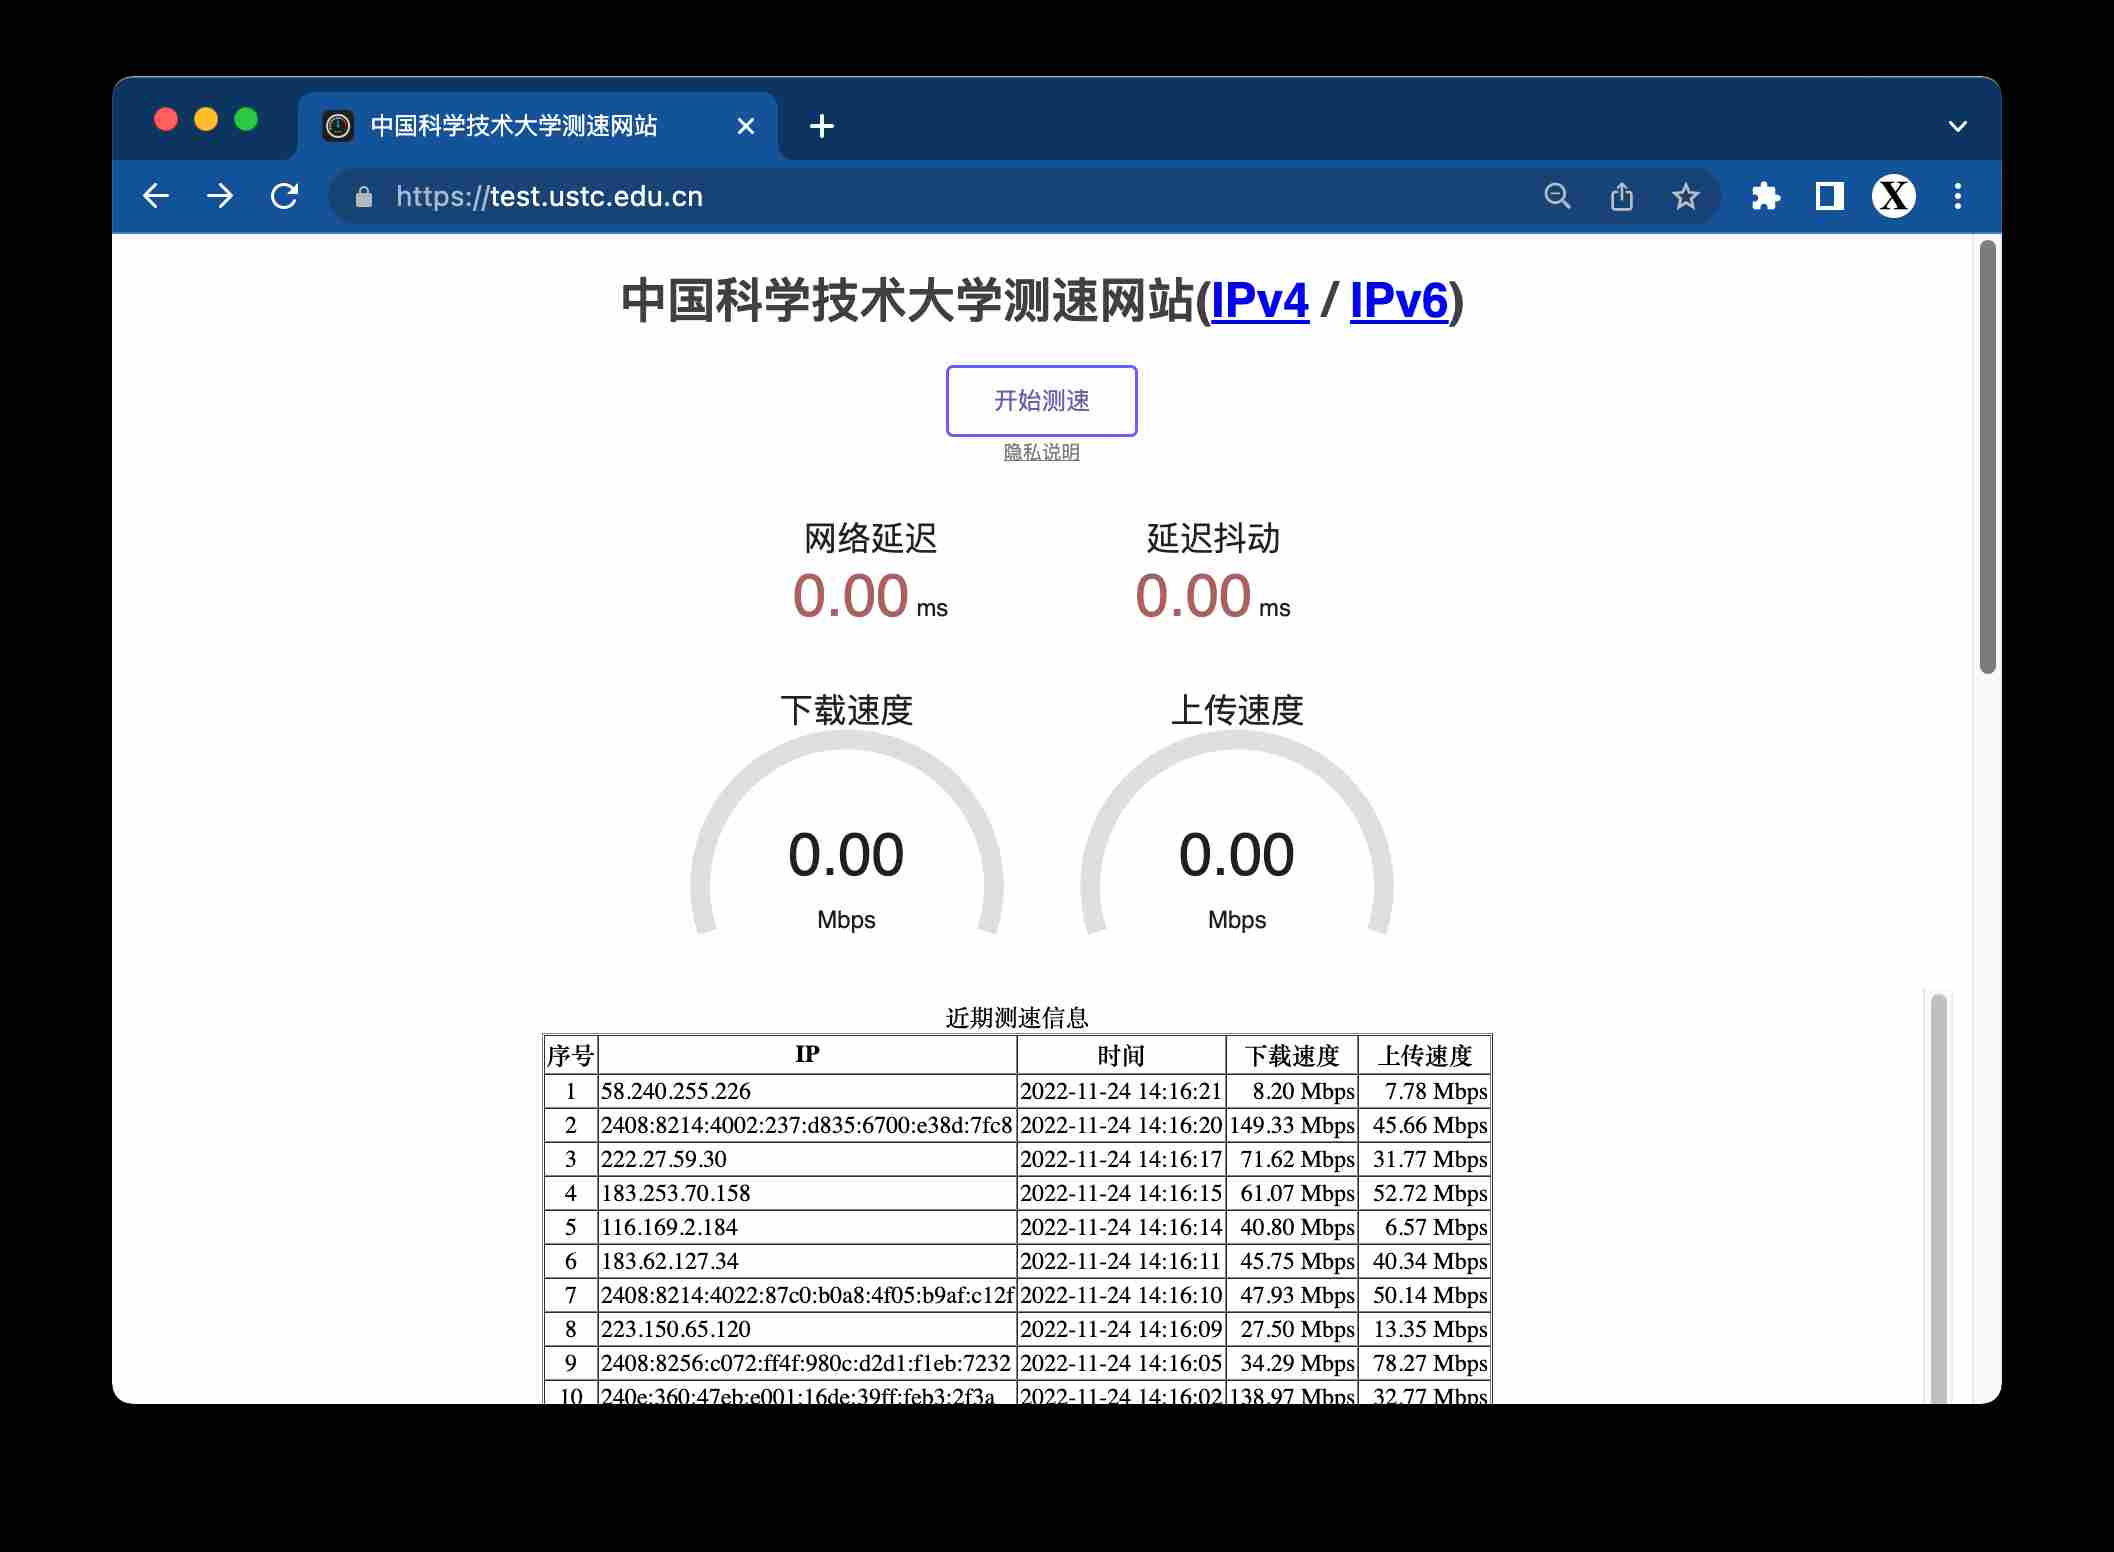 中国科学技术大学测速网站
https://test.ustc.edu.cn
X
中国科学技术大学测速网站(IPv4 / IPv6)
开始测速
隐私说明
网络延迟 延迟抖动
0.00 ms 0.00 ms
下载速度 上传速度
0.00 0.00
Mbps Mbps
近期测速信息
序号 IP 时间 下载速度 上传速度
1 58.240.255.226 2022-11-24 14:16:21 8.20 Mbps 7.78 Mbps
2 2408:8214:4002:237:d835:6700:e38d:7fc8 2022-11-24 14:16:20 149.33 Mbps 45.66 Mbps
3 222.27.59.30 2022-11-24 14:16:17 71.62 Mbps 31.77 Mbps
4 183.253.70.158 2022-11-24 14:16:15 61.07 Mbps 52.72 Mbps
5 116.169.2.184 2022-11-24 14:16:14 40.80 Mbps 6.57 Mbps
6 183.62.127.34 2022-11-24 14:16:11 45.75 Mbps 40.34 Mbps
7 2408:8214:4022:87c0:b0a8:4f05:b9af:c12f 2022-11-24 14:16:10 47.93 Mbps 50.14 Mbps
8 223.150.65.120 2022-11-24 14:16:09 27.50 Mbps 13.35 Mbps
9 2408:8256:c072:ff4f:980c:d2d1:f1eb:7232 2022-11-24 14:16:05 34.29 Mbps 78.27 Mbps
10 240e:360:47eb:e001:16de:39ff:feb3:2f3a 2022-11-24 14:16:02 138.97 Mbps 32.77 Mbps